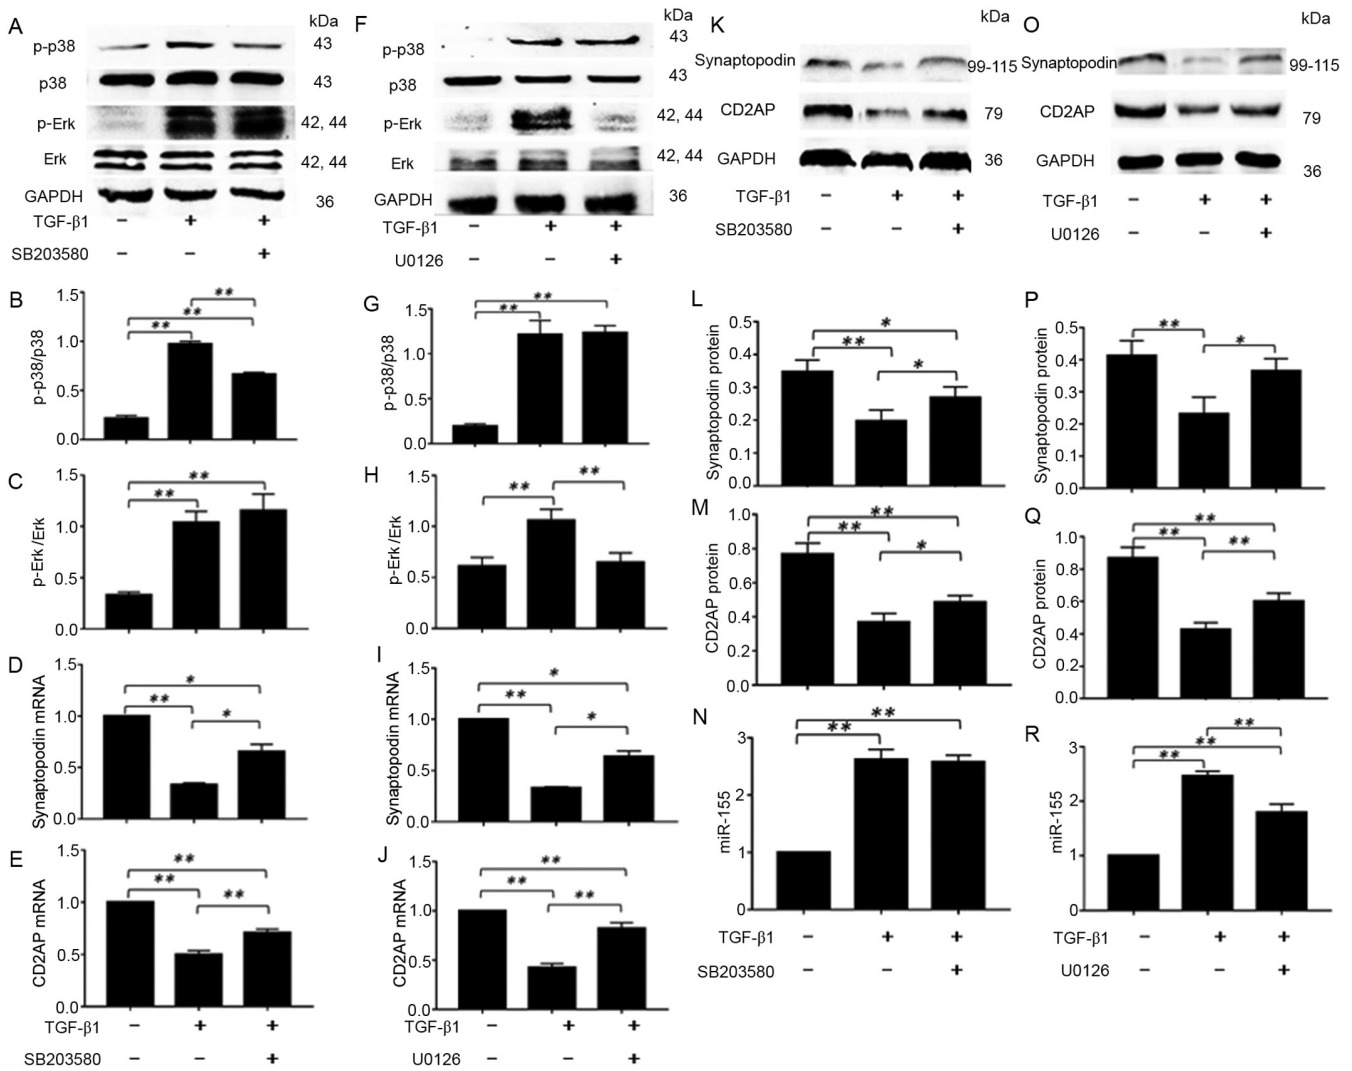 A
kDa
p-p38
43
p38
43
p-Erk
42, 44
Erk
42, 44
GAPDH
36
TGF-β1 − + +
SB203580 − − +
F
kDa
p-p38
43
p38
43
p-Erk
42, 44
Erk
42, 44
GAPDH
36
TGF-β1 − + +
U0126 − − +
K
kDa
Synaptopodin
99-115
CD2AP
79
GAPDH
36
TGF-β1 − + +
SB203580 − − +
O
kDa
Synaptopodin
99-115
CD2AP
79
GAPDH
36
TGF-β1 − + +
U0126 − − +
B
p-p38/p38
1.5
1.0
0.5
0.0
**
**
**
C
p-Erk/Erk
1.5
1.0
0.5
0.0
**
**
D
Synaptopodin mRNA
1.5
1.0
0.5
0.0
*
**
*
E
CD2AP mRNA
1.5
1.0
0.5
0.0
**
**
**
TGF-β1 − + +
SB203580 − − +
G
p-p38/p38
1.5
1.0
0.5
0.0
**
**
H
p-Erk/Erk
1.5
1.0
0.5
0.0
**
**
I
Synaptopodin mRNA
1.5
1.0
0.5
0.0
*
**
*
J
CD2AP mRNA
1.5
1.0
0.5
0.0
**
**
**
TGF-β1 − + +
U0126 − − +
L
Synaptopodin protein
0.5
0.4
0.3
0.2
0.1
0.0
*
**
*
M
CD2AP protein
1.0
0.8
0.6
0.4
0.2
0.0
**
**
*
N
miR-155
3
2
1
0
**
**
TGF-β1 − + +
SB203580 − − +
P
Synaptopodin protein
0.5
0.4
0.3
0.2
0.1
0.0
**
*
Q
CD2AP protein
1.0
0.8
0.6
0.4
0.2
0.0
**
**
**
R
miR-155
3
2
1
0
**
**
**
TGF-β1 − + +
U0126 − − +